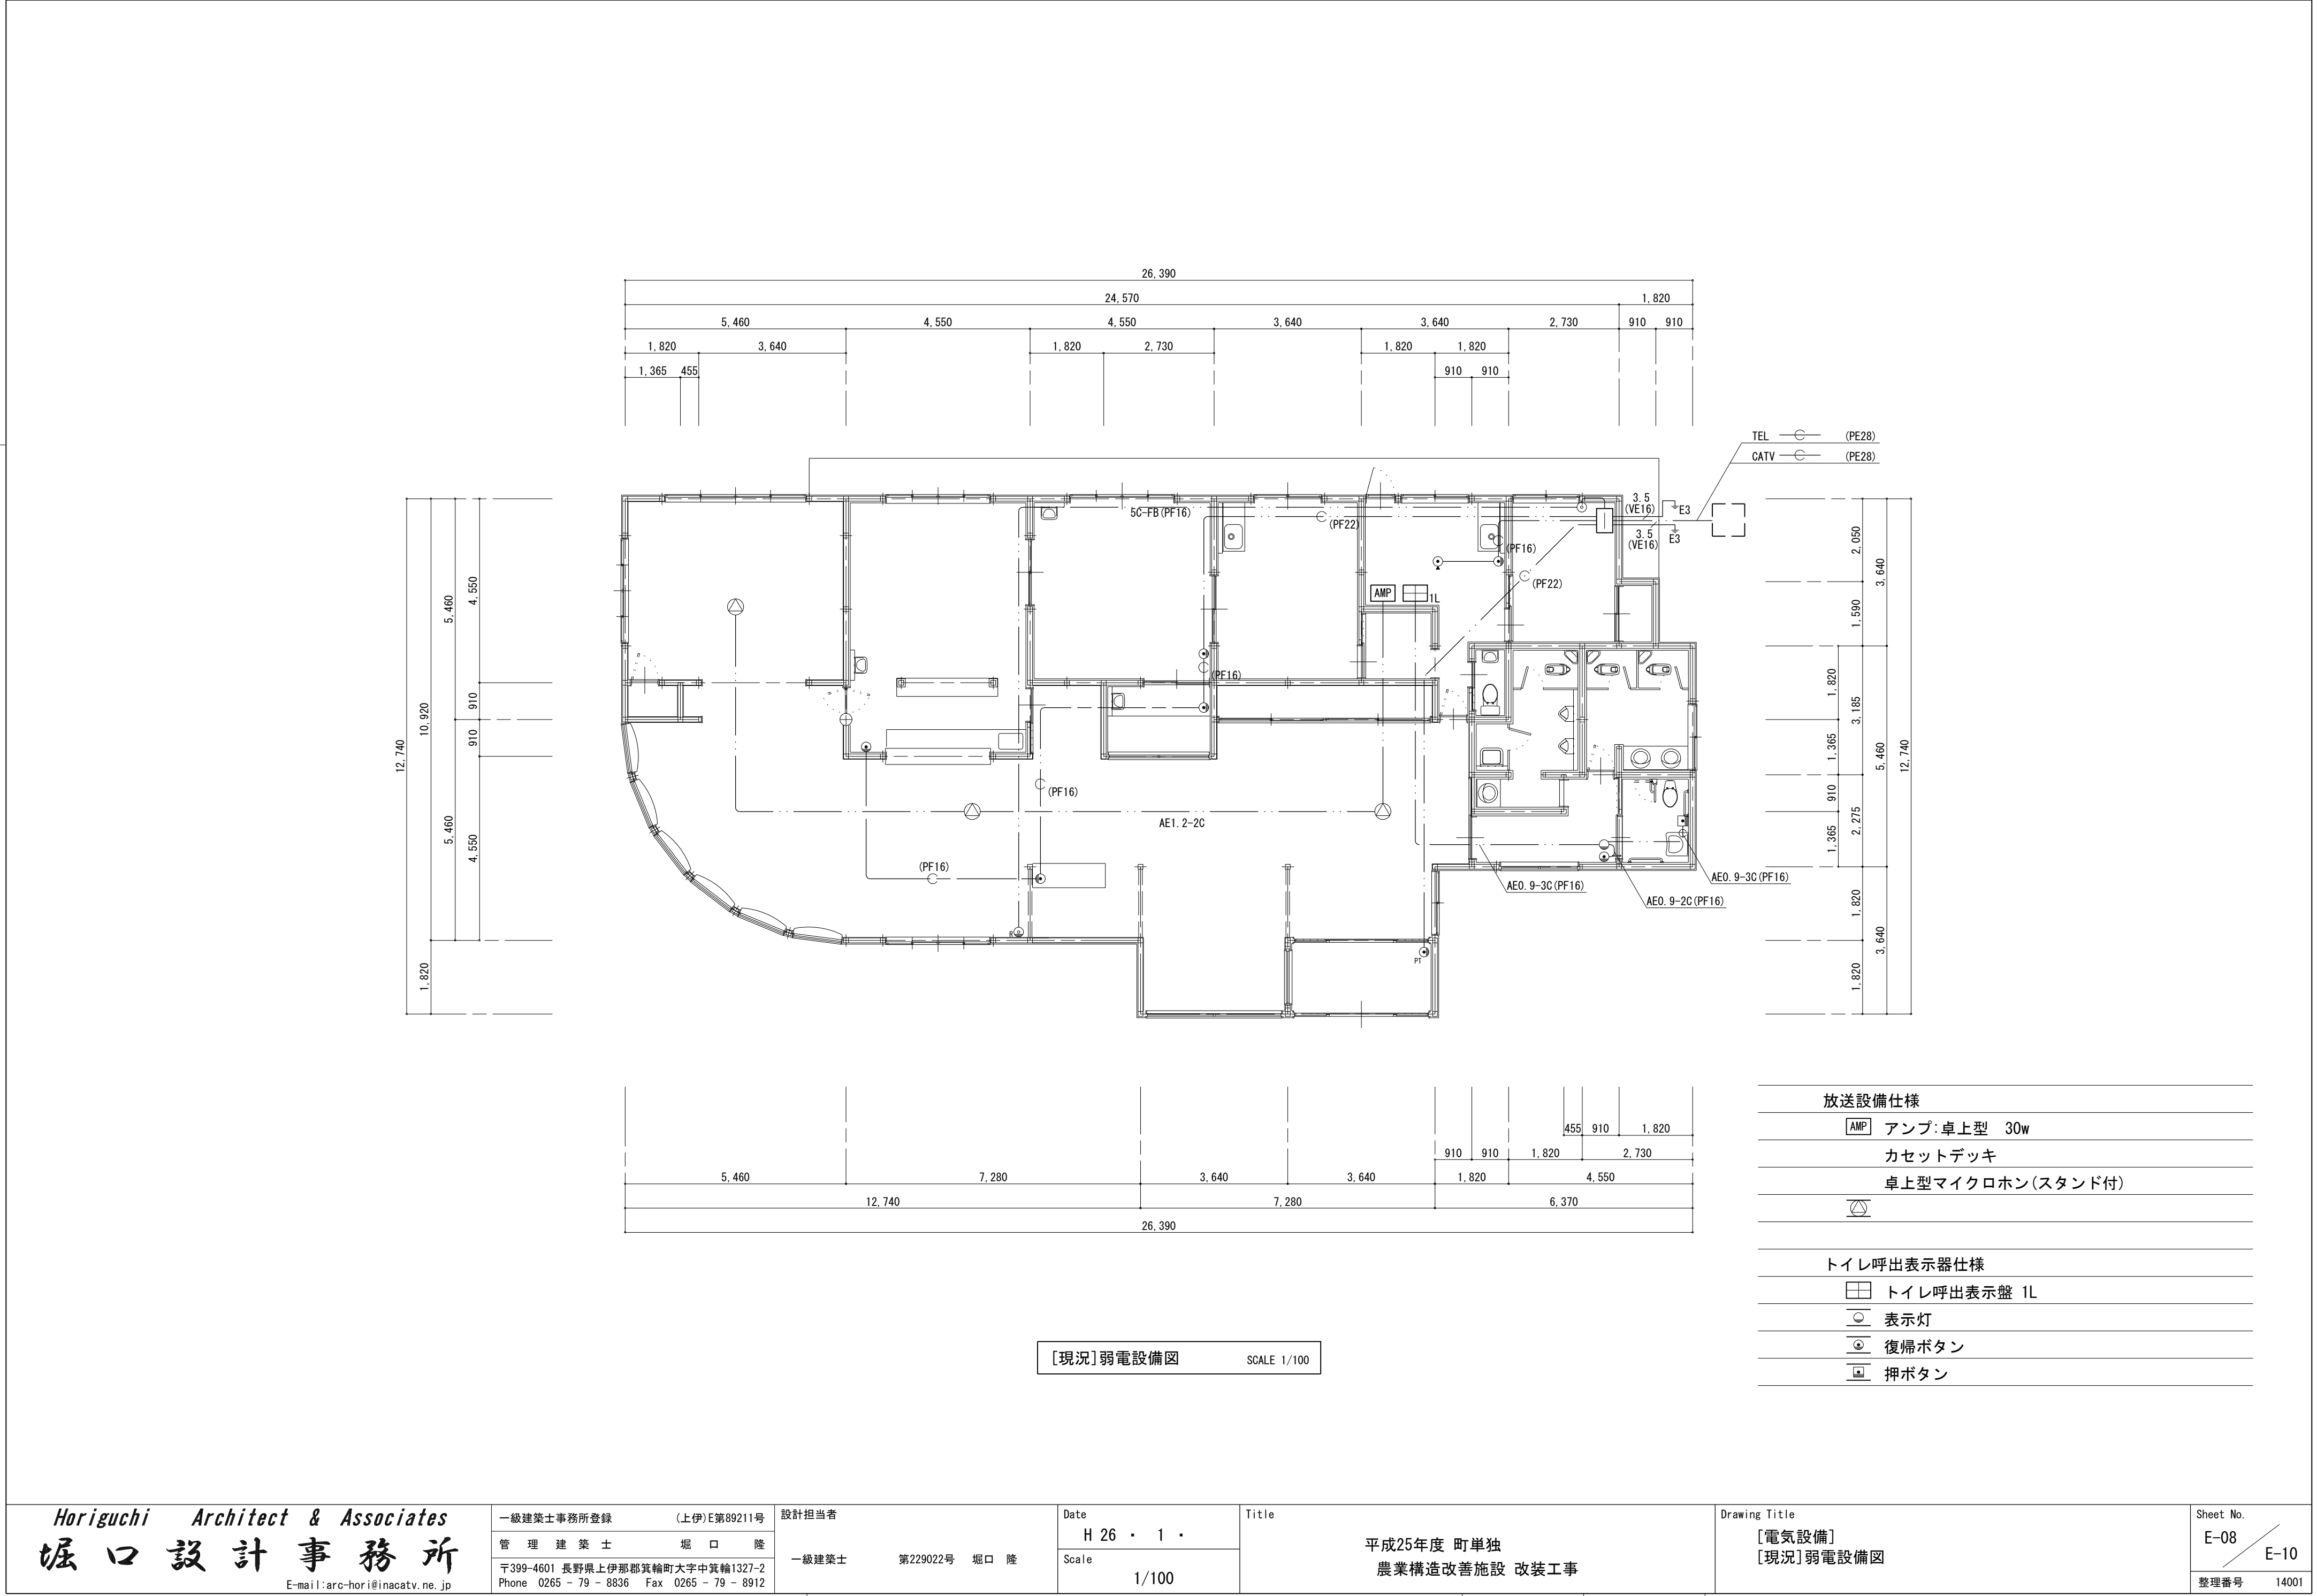 26,390
24,570
1,820
5,460
4,550
4,550
3,640
3,640
2,730
910
910
1,820
3,640
1,820
2,730
1,820
1,820
1,365
455
910
910
TEL
(PE28)
CATV
(PE28)
5C-FB(PF16)
(PF22)
3.5
(VE16)
E3
3.5
(VE16)
E3
(PF16)
(PF22)
AMP
1L
(PF16)
(PF16)
AE1.2-2C
(PF16)
AE0.9-3C(PF16)
AE0.9-3C(PF16)
AE0.9-2C(PF16)
R
PT
12,740
10,920
1,820
5,460
5,460
4,550
910
910
4,550
1,820
1,365
910
1,365
2,050
1,590
3,185
2,275
1,820
1,820
3,640
5,460
3,640
12,740
455
910
1,820
910
910
1,820
2,730
5,460
7,280
3,640
3,640
1,820
4,550
12,740
7,280
6,370
26,390
放送設備仕様
AMP アンプ:卓上型 30w
カセットデッキ
卓上型マイクロホン(スタンド付)
トイレ呼出表示器仕様
トイレ呼出表示盤 1L
表示灯
復帰ボタン
押ボタン
[現況]弱電設備図 SCALE 1/100
Horiguchi Architect & Associates
堀口設計事務所
E-mail:arc-hori@inacatv.ne.jp
一級建築士事務所登録 (上伊)E第89211号
管理建築士 堀口 隆
〒399-4601 長野県上伊那郡箕輪町大字中箕輪1327-2
Phone 0265 - 79 - 8836 Fax 0265 - 79 - 8912
設計担当者
一級建築士 第229022号 堀口 隆
Date
H 26 ・ 1 ・
Scale
1/100
Title
平成25年度 町単独
農業構造改善施設 改装工事
Drawing Title
[電気設備]
[現況]弱電設備図
Sheet No.
E-08
E-10
整理番号 14001